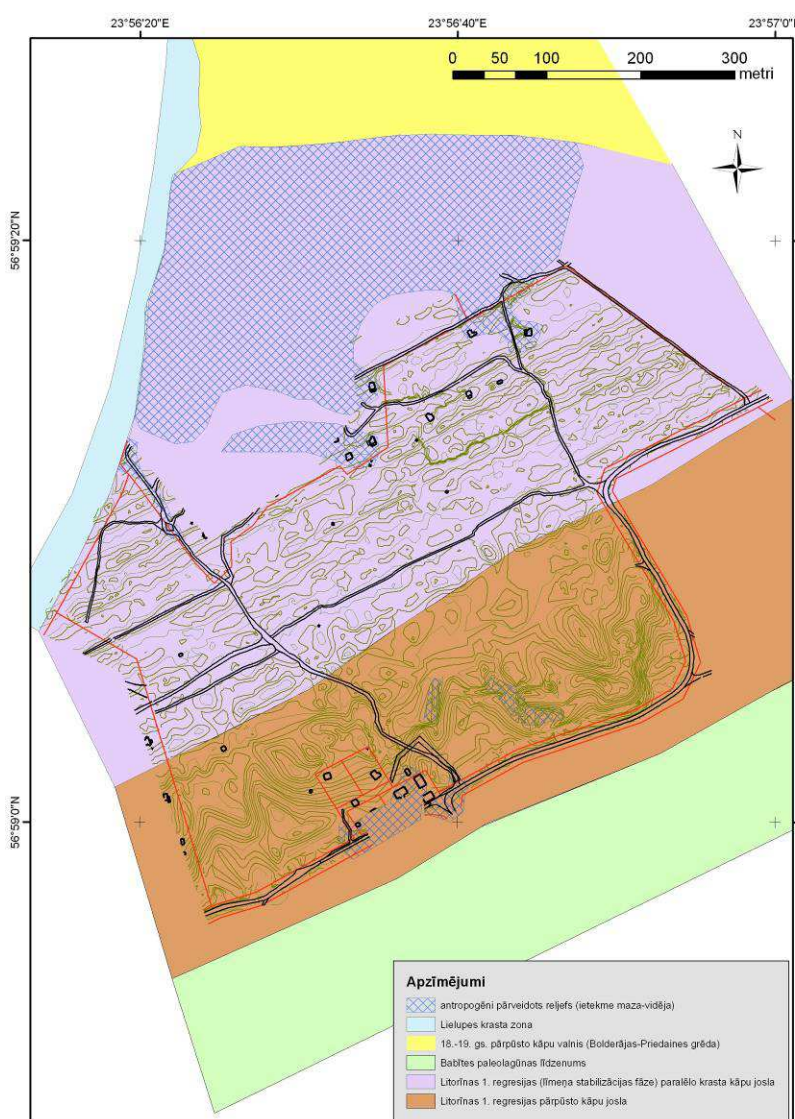 23°56'20"E 23°56'40"E 23°57'0"
0 50 100 200 300
metri
N
56°59'20"N
56°59'0"N
Apzīmējumi
antropogēni pārveidots reljefs (ietekme maza-vidēja)
Lielupes krasta zona
18.-19. gs. pārpūsto kāpu valnis (Bolderājas-Priedaines grēda)
Babītes paleolagūnas līdzenums
Litorīnas 1. regresijas (līmeņa stabilizācijas fāze) paralēlo krasta kāpu josla
Litorīnas 1. regresijas pārpūsto kāpu josla